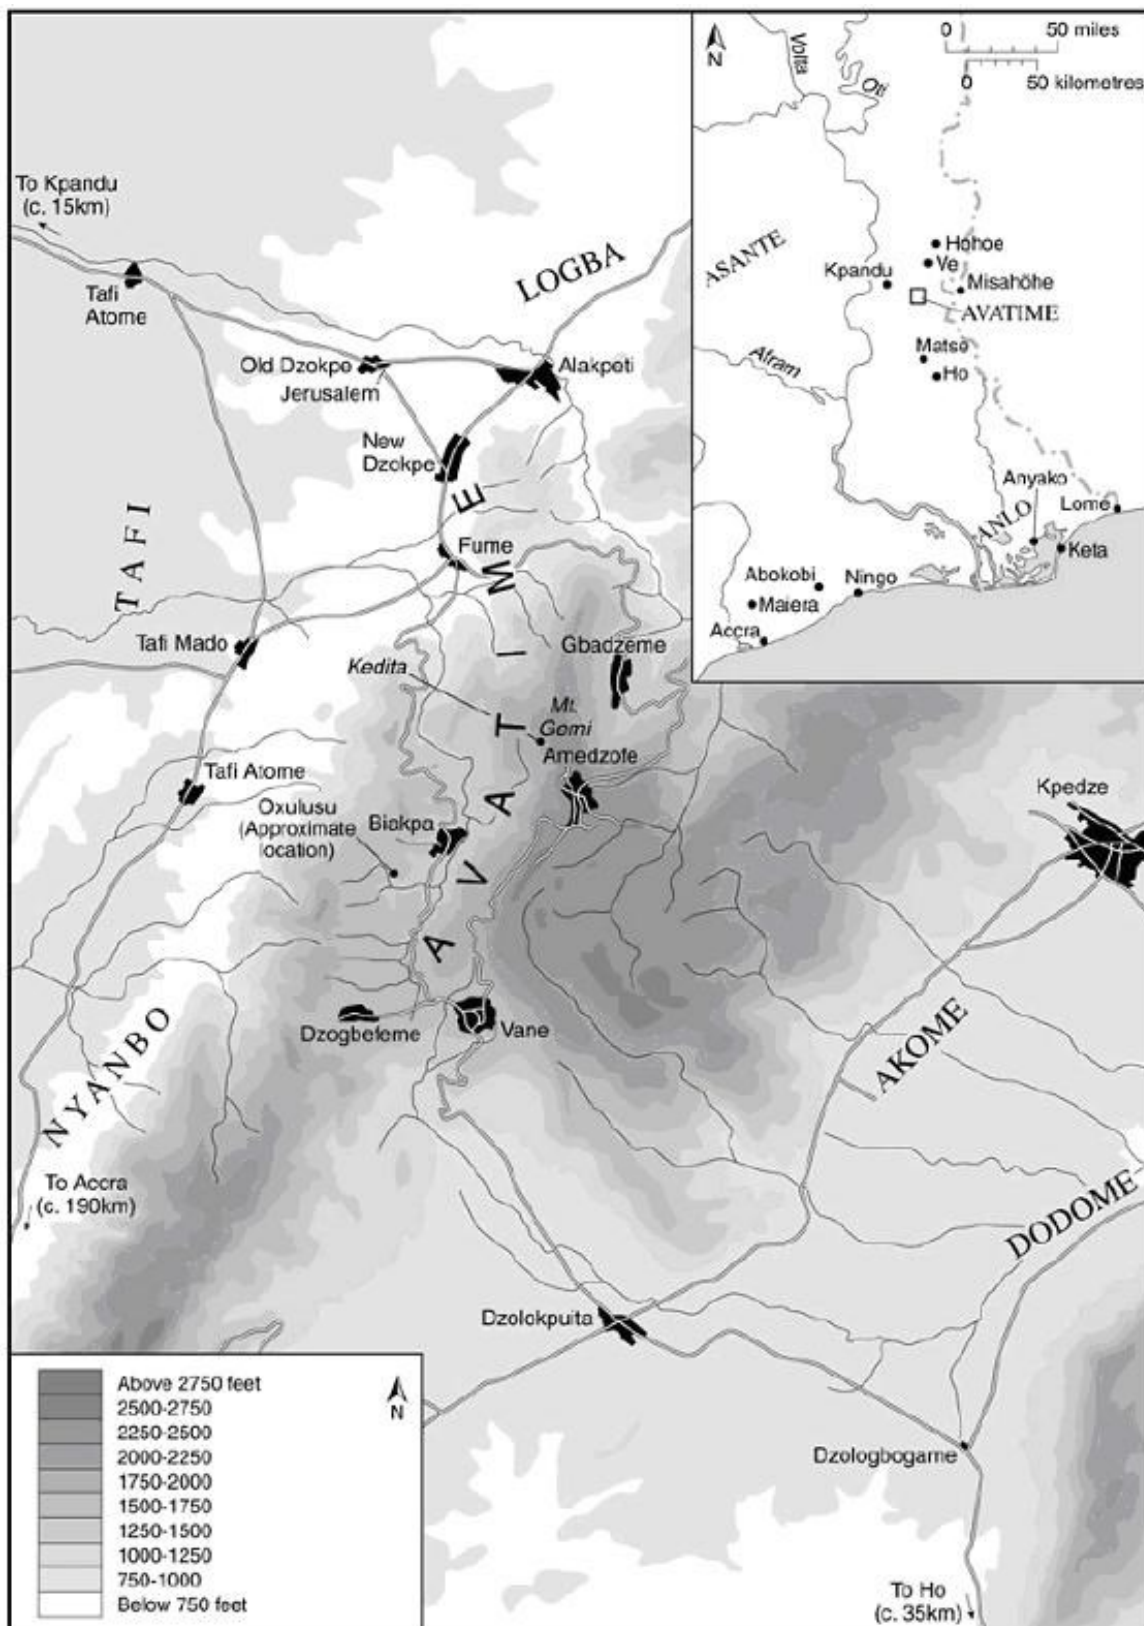 To Kpandu
(c. 15km)
Tafi
Atome
LOGBA
Old Dzokpe
Jerusalem
Alakpeti
New
Dzokpe
TAFI
Fume
Tafi Mado
Kedita
Gbadzeme
Mt.
Gemi
Amedzofe
Tafi Atome
Oxulusu
(Approximate
location)
Biakpa
AVATIME
Kpedze
Dzogbefeme
Vane
NYANBO
AKOME
To Accra
(c. 190km)
DODOME
Dzolokpuita
Dzologbogame
To Ho
(c. 35km)
N
Above 2750 feet
2500-2750
2250-2500
2000-2250
1750-2000
1500-1750
1250-1500
1000-1250
750-1000
Below 750 feet
N
Volta
Oti
0 50 miles
0 50 kilometres
ASANTE
Hohoe
Ve
Kpandu
Misahöhe
AVATIME
Matse
Ho
Afram
Anyako
Lome
ANLO
Keta
Abokobi
Ningo
Maiera
Accra